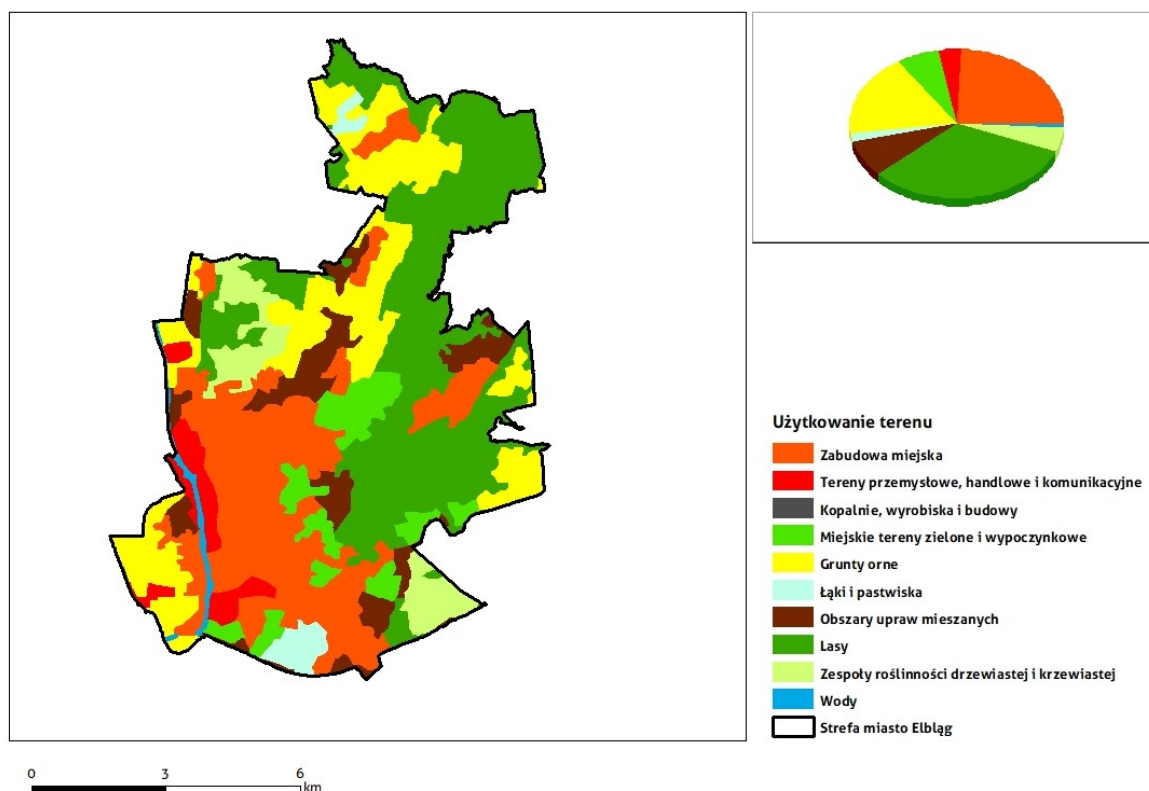 Użytkowanie terenu
Zabudowa miejska
Tereny przemysłowe, handlowe i komunikacyjne
Kopalnie, wyrobiska i budowy
Miejskie tereny zielone i wypoczynkowe
Grunty orne
Łąki i pastwiska
Obszary upraw mieszanych
Lasy
Zespoły roślinności drzewiastej i krzewiastej
Wody
Strefa miasto Elbląg
0 3 6
km